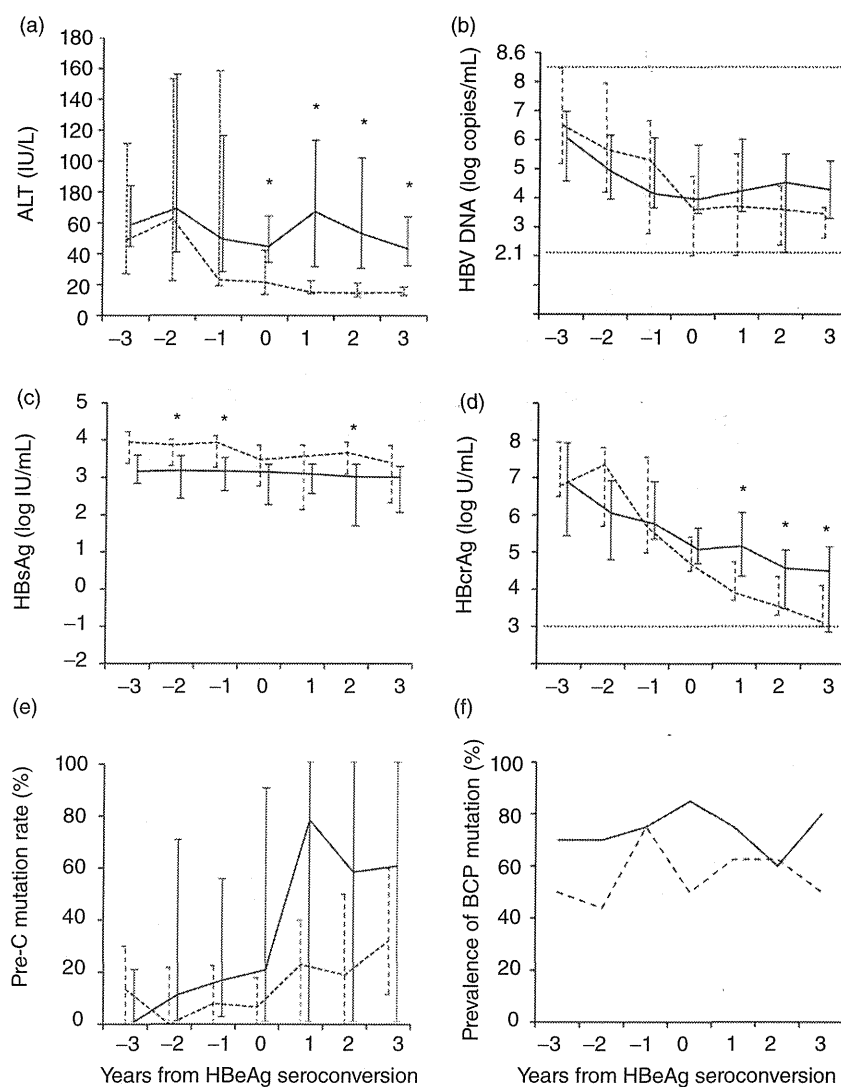 (a)
180
160
140
120
100
180
60
40
20
0
ALT (IU/L)
* * * *
−3 −2 −1 0 1 2 3
(b)
8.6
8
7
6
5
4
3
2.1
HBV DNA (log copies/mL)
−3 −2 −1 0 1 2 3
(c)
5
4
3
2
1
0
−1
−2
HBsAg (log IU/mL)
* * *
−3 −2 −1 0 1 2 3
(d)
8
7
6
5
4
3
HBcrAg (log U/mL)
* * *
−3 −2 −1 0 1 2 3
(e)
100
80
60
40
20
0
Pre-C mutation rate (%)
−3 −2 −1 0 1 2 3
Years from HBeAg seroconversion
(f)
100
80
60
40
20
0
Prevalence of BCP mutation (%)
−3 −2 −1 0 1 2 3
Years from HBeAg seroconversion